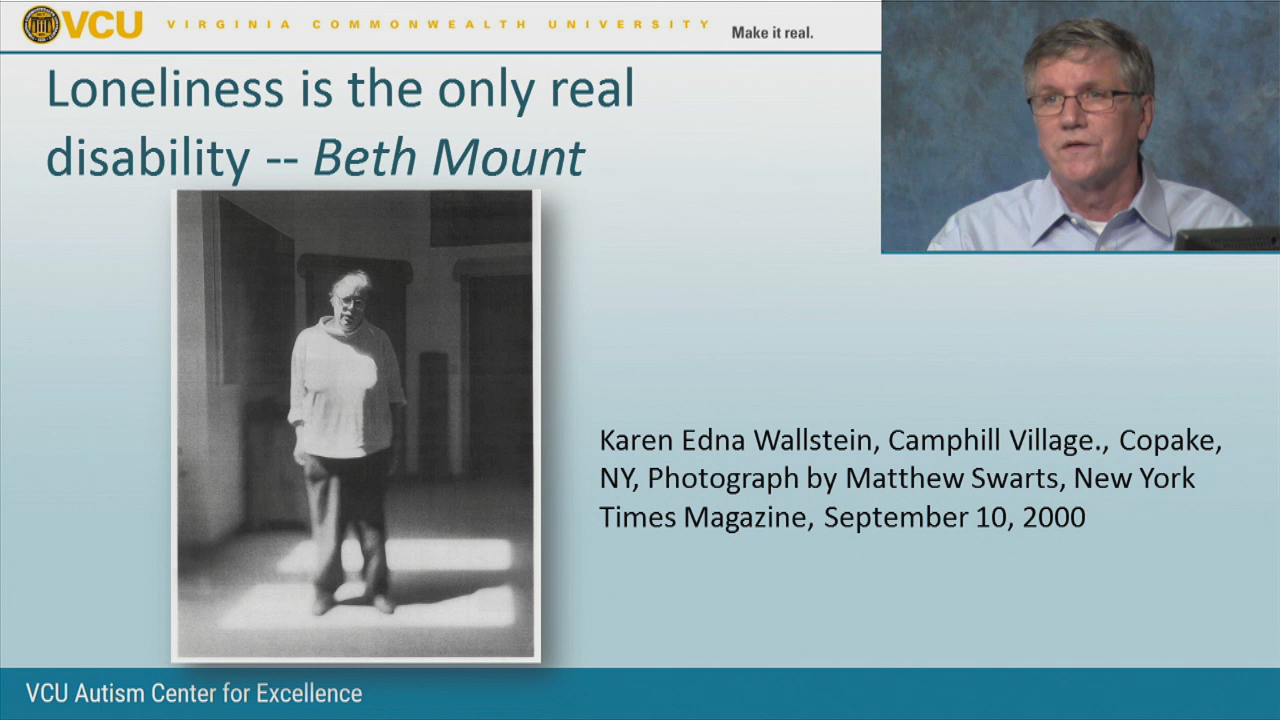 VCU VIRGINIA COMMONWEALTH UNIVERSITY Make it real.
Loneliness is the only real
disability -- Beth Mount
Karen Edna Wallstein, Camphill Village., Copake,
NY, Photograph by Matthew Swarts, New York
Times Magazine, September 10, 2000
VCU Autism Center for Excellence